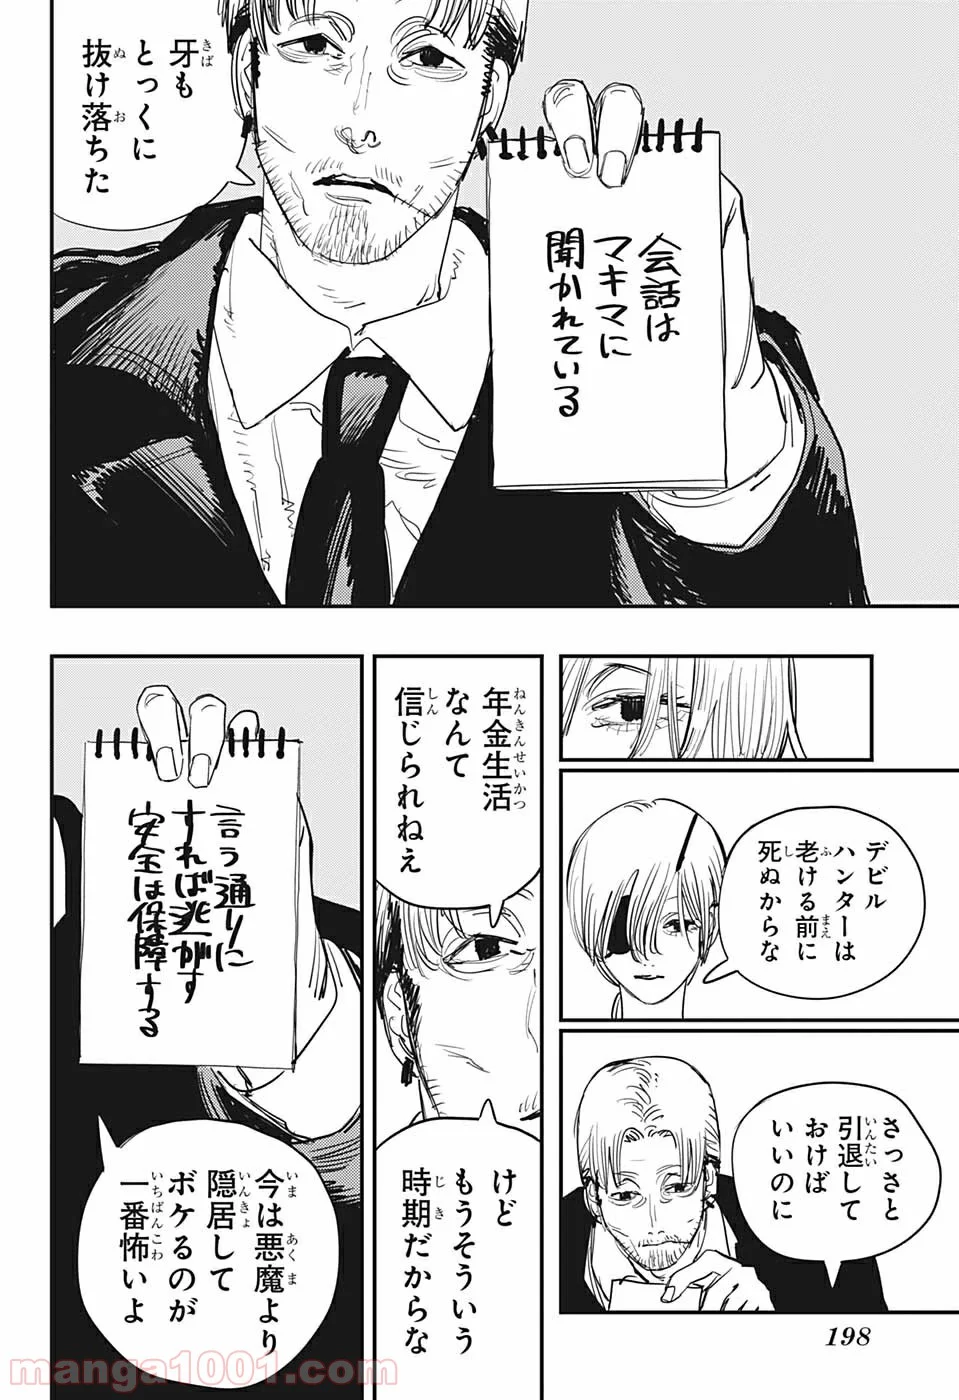 牙も
とっくに
抜け落ちた
会話は
マキマに
聞かれている
デビル
ハンターは
老ける前に
死ぬからな
さっさと
引退して
おけば
いいのに
年金生活
なんて
信じられねぇ
けど
もうそういう
時期だからな
言う通りに
すれば逃がす
安全は保障する
今は悪魔より
隠居して
ボケるのが
一番怖いよ
198
manga1001.com